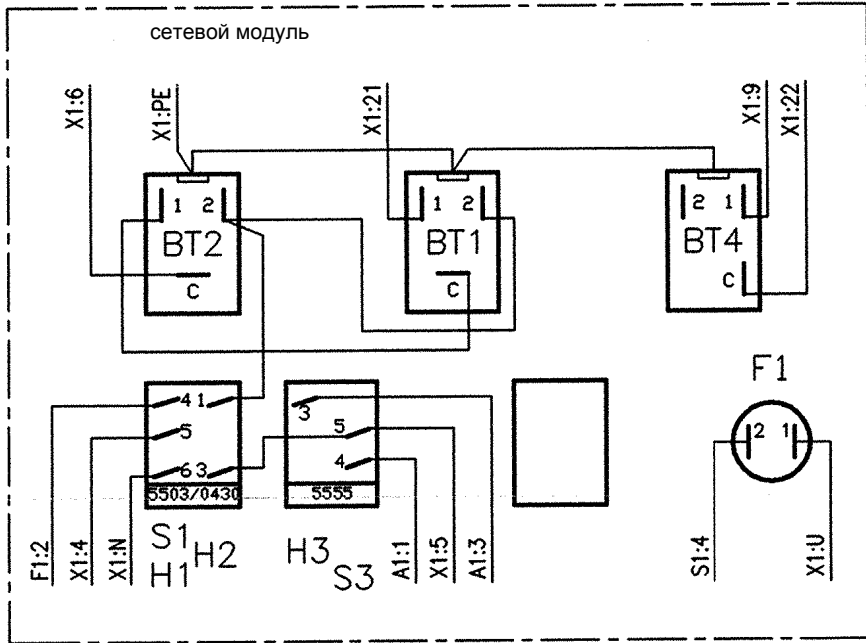 сетевой модуль
X1:6
X1:PE
X1:21
X1:9
X1:22
1 2
BT2
C
1 2
BT1
C
2 1
BT4
C
F1
2 1
4 1
5
6 3
5503/0430
3
5
4
5555
S1
H1
H2
H3
S3
F1:2
X1:4
X1:N
A1:1
X1:5
A1:3
S1:4
X1:U